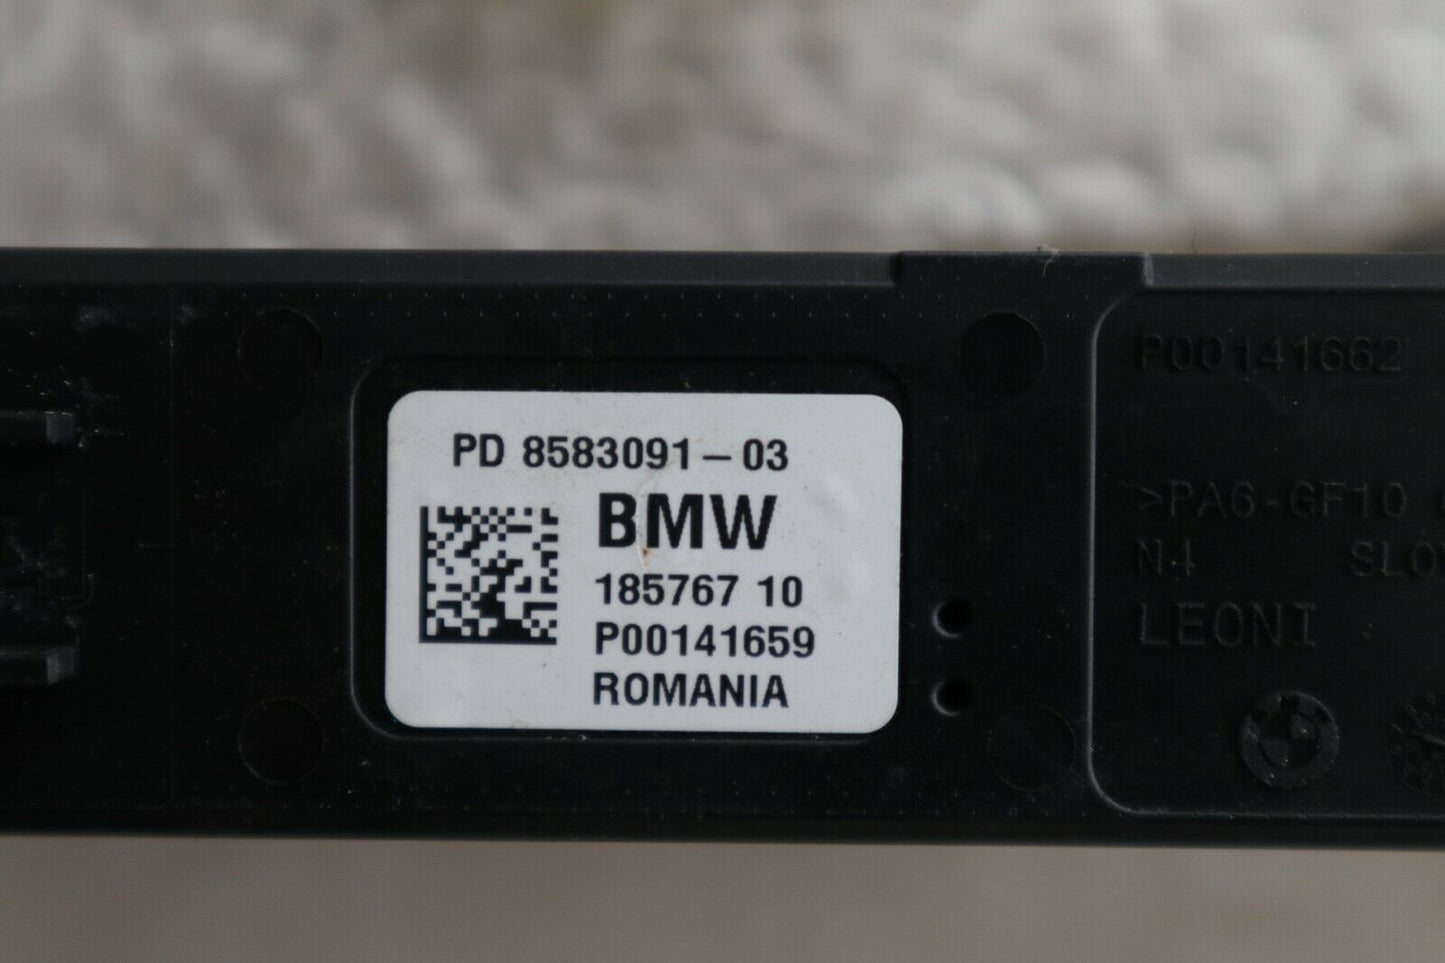 PD 8583091-03
BMW
185767 10
P00141659
ROMANIA
P00141662
>PA6-GF10
N4
LEONI